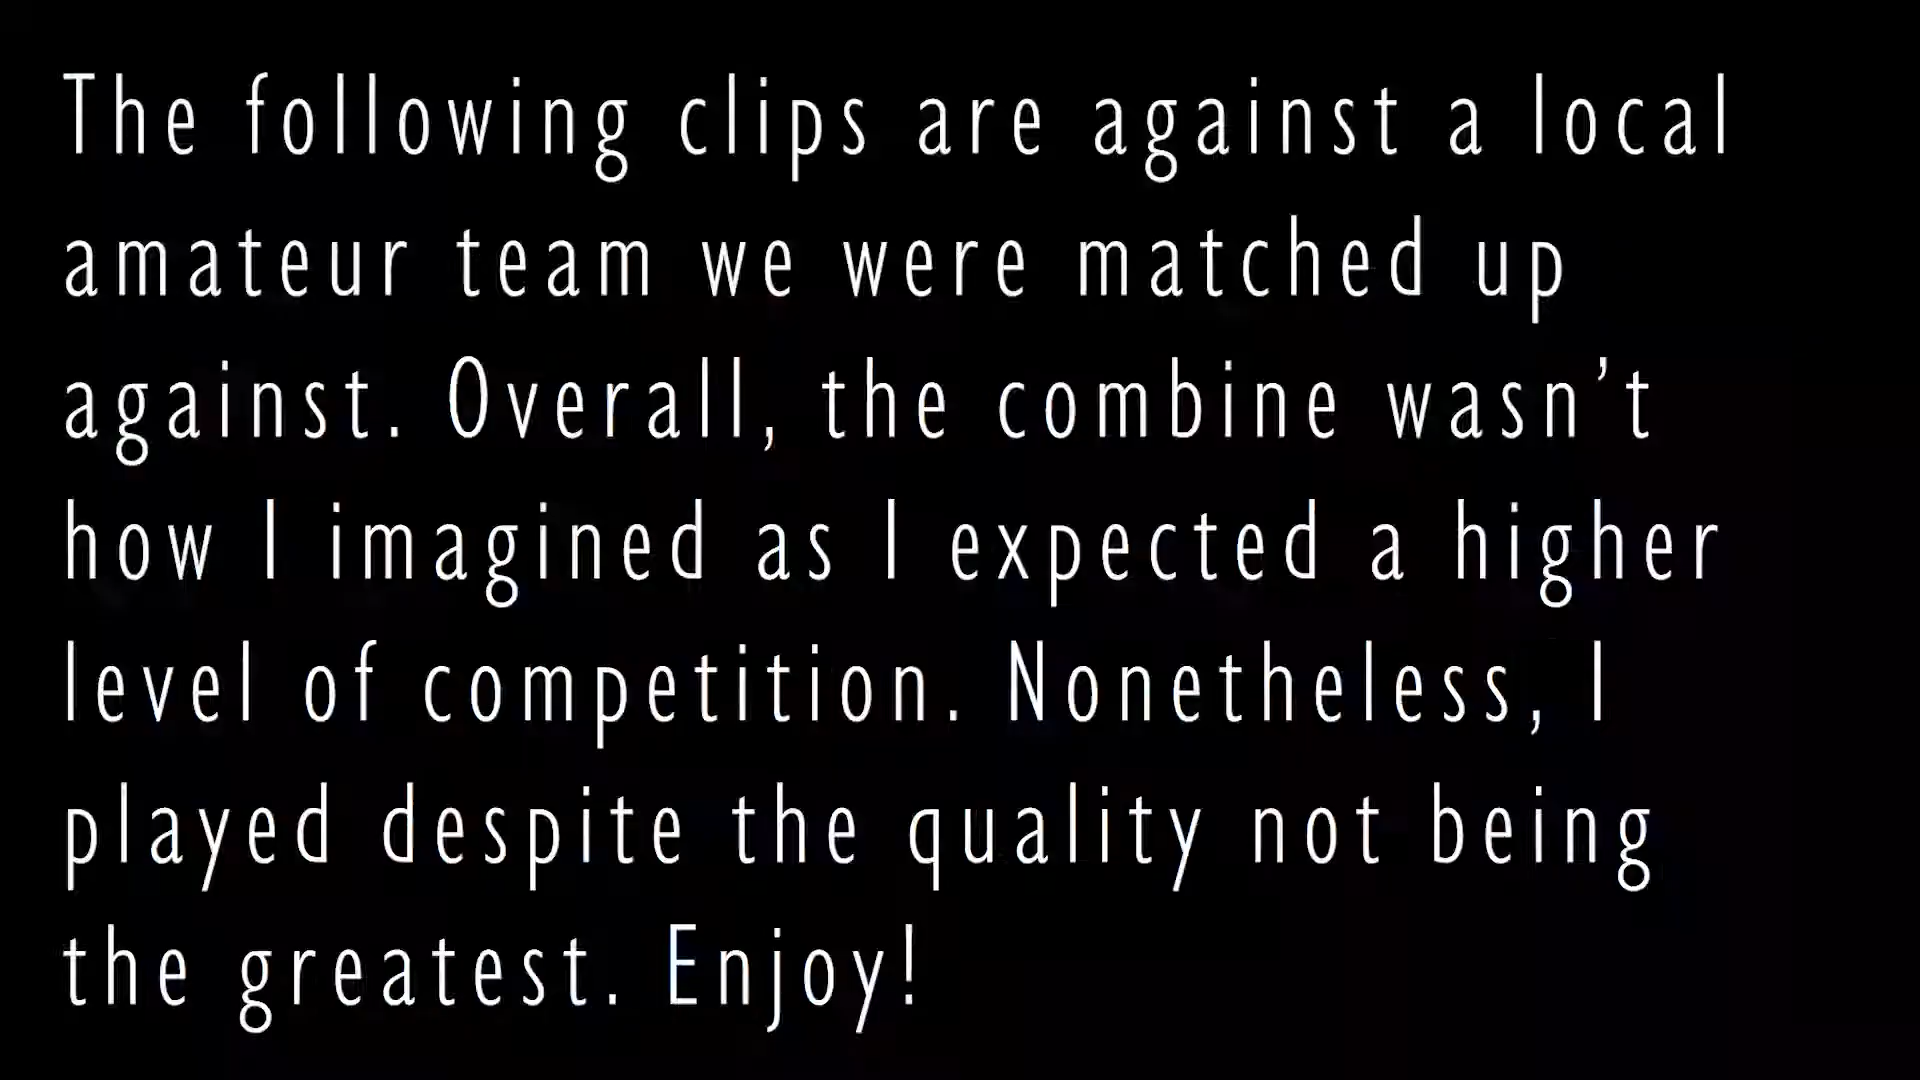 The following clips are against a local
amateur team we were matched up
against. Overall, the combine wasn’t
how I imagined as I expected a higher
level of competition. Nonetheless, I
played despite the quality not being
the greatest. Enjoy!